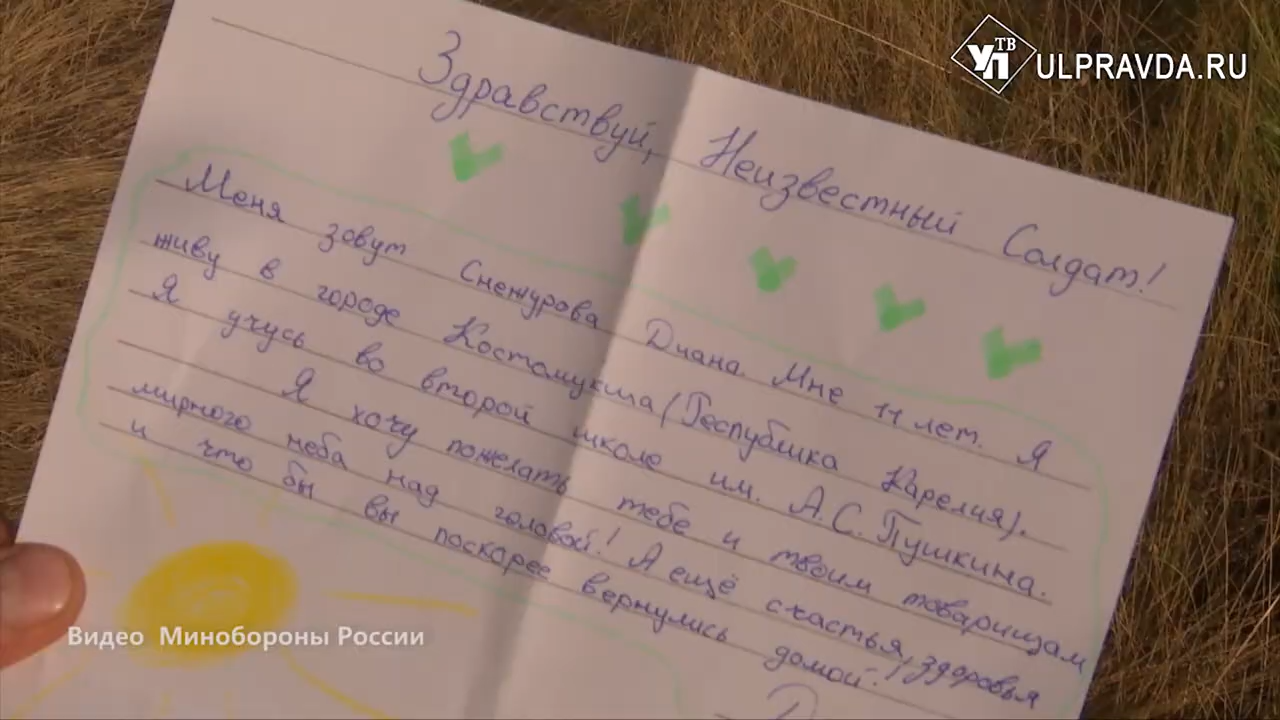 УП ТВ ULPRAVDA.RU
Здравствуй, Неизвестный Солдат!
Меня зовут Снежурова Диана. Мне 11 лет. Я
живу в городе Костомукша (Республика Карелия).
Я учусь во второй школе им. А.С. Пушкина.
Я хочу пожелать тебе и твоим товарищам
мирного неба над головой! А ещё счастья, здоровья
и что бы вы поскорее вернулись домой!
Видео Минобороны России